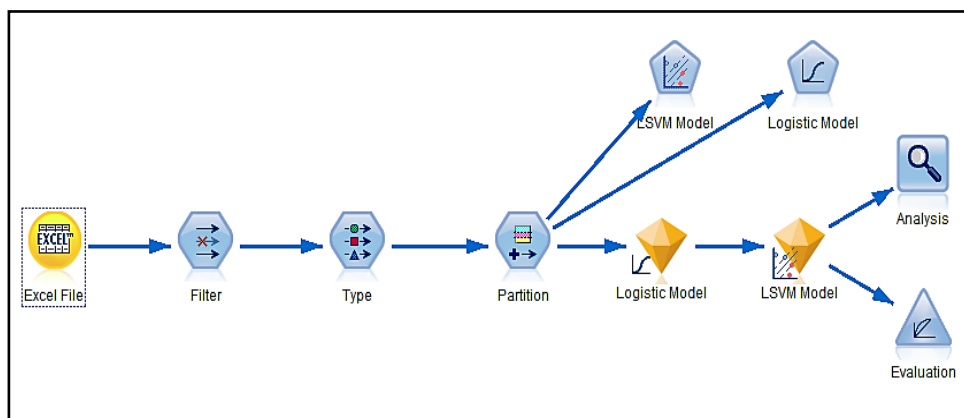 LSVM Model
Logistic Model
Analysis
EXCEL
Excel File
Filter
Type
Partition
Logistic Model
LSVM Model
Evaluation